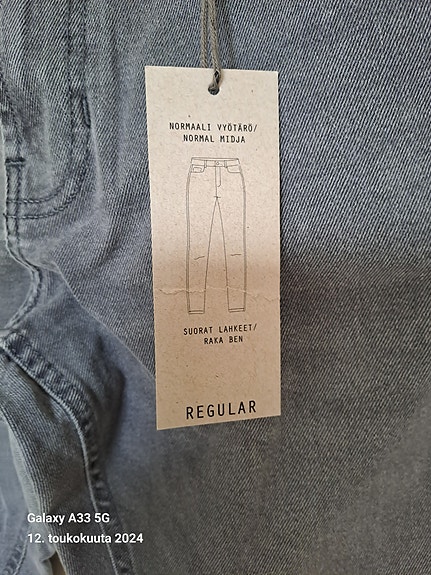 NORMAALI VYÖTÄRÖ/
NORMAL MIDJA
SUORAT LAHKEET/
RAKA BEN
REGULAR
Galaxy A33 5G
12. toukokuuta 2024